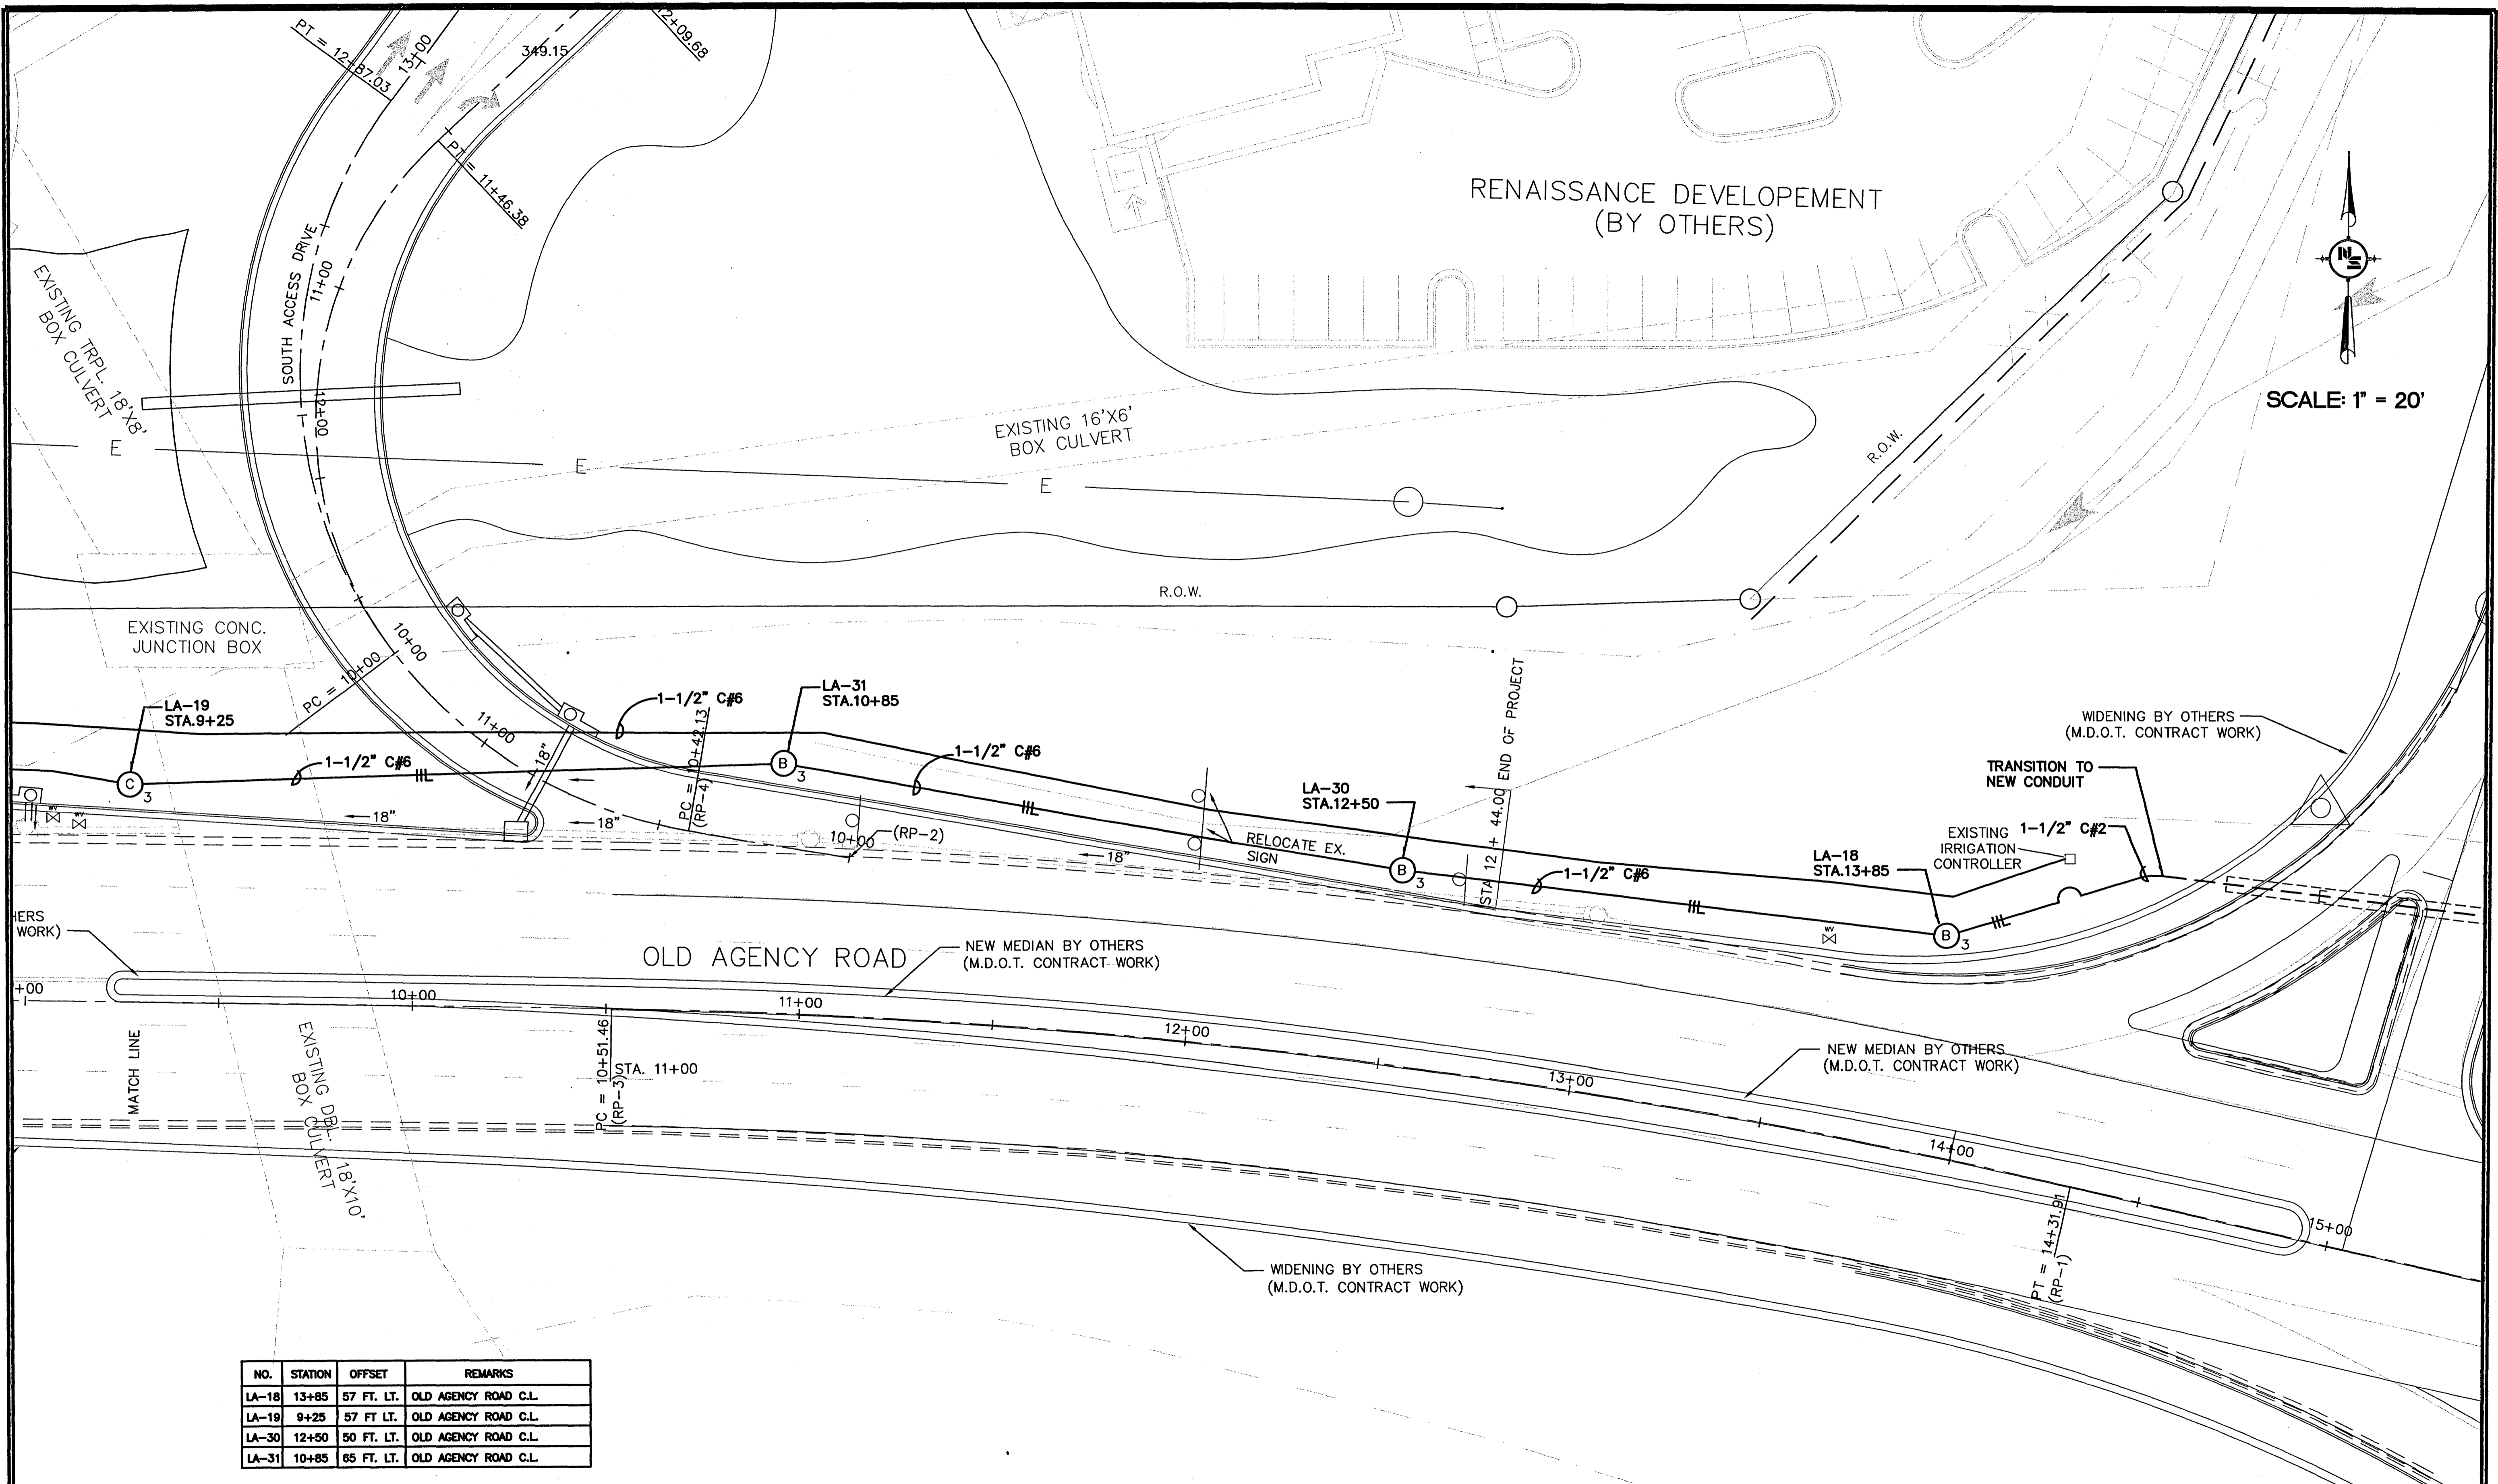 PT = 12+87.03
13+00
349.15
12+09.68
PT = 11+46.38
RENAISSANCE DEVELOPEMENT
(BY OTHERS)
NS
SCALE: 1" = 20'
EXISTING TRPL. 18'X8'
BOX CULVERT
SOUTH ACCESS DRIVE
11+00
12+00
E
E
E
EXISTING 16'X6'
BOX CULVERT
R.O.W.
R.O.W.
EXISTING CONC.
JUNCTION BOX
10+00
PC = 10+00
11+00
LA-19
STA.9+25
1-1/2" C#6
1-1/2" C#6
LA-31
STA.10+85
1-1/2" C#6
PC = 10+42.13
(RP-4)
18"
C
3
B
3
WV
WV
18"
18"
10+00
(RP-2)
18"
RELOCATE EX.
SIGN
LA-30
STA.12+50
B
3
STA 12 + 44.00 END OF PROJECT
1-1/2" C#6
WIDENING BY OTHERS
(M.D.O.T. CONTRACT WORK)
TRANSITION TO
NEW CONDUIT
EXISTING
IRRIGATION
CONTROLLER
1-1/2" C#2
LA-18
STA.13+85
WV
B
3
HERS
WORK)
OLD AGENCY ROAD
NEW MEDIAN BY OTHERS
(M.D.O.T. CONTRACT WORK)
+00
10+00
11+00
12+00
13+00
14+00
15+00
MATCH LINE
EXISTING DBL. 18'X10'
BOX CULVERT
PC = 10+51.46
(RP-3)
STA. 11+00
NEW MEDIAN BY OTHERS
(M.D.O.T. CONTRACT WORK)
WIDENING BY OTHERS
(M.D.O.T. CONTRACT WORK)
PT = 14+31.91
(RP-1)
NO. STATION OFFSET REMARKS
LA-18 13+85 57 FT. LT. OLD AGENCY ROAD C.L.
LA-19 9+25 57 FT LT. OLD AGENCY ROAD C.L.
LA-30 12+50 50 FT. LT. OLD AGENCY ROAD C.L.
LA-31 10+85 65 FT. LT. OLD AGENCY ROAD C.L.